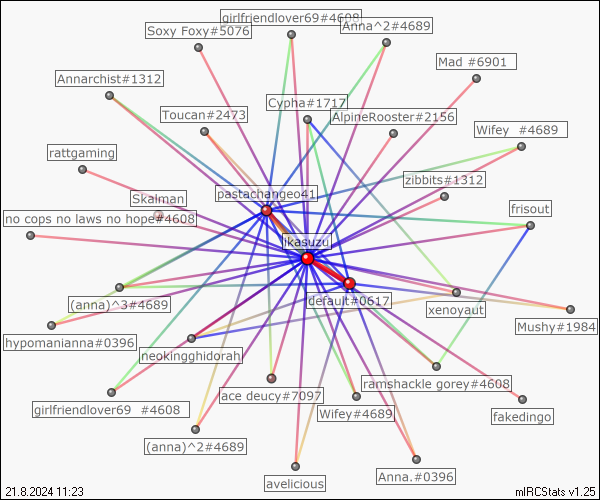 girlfriendlover69#4608
Soxy Foxy#5076
Anna^2#4689
Mad #6901
Annarchist#1312
Cypha#1717
Toucan#2473
AlpineRooster#2156
Wifey #4689
rattgaming
zibbits#1312
pastachangeo41
Skalman
frisout
no cops no laws no hope#4608
ikasuzu
default#0617
(anna)^3#4689
xenoyaut
Mushy#1984
hypomanianna#0396
neokingghidorah
ramshackle gorey#4608
ace deucy#7097
girlfriendlover69 #4608
Wifey#4689
fakedingo
(anna)^2#4689
Anna.#0396
avelicious
21.8.2024 11:23
mIRCStats v1.25